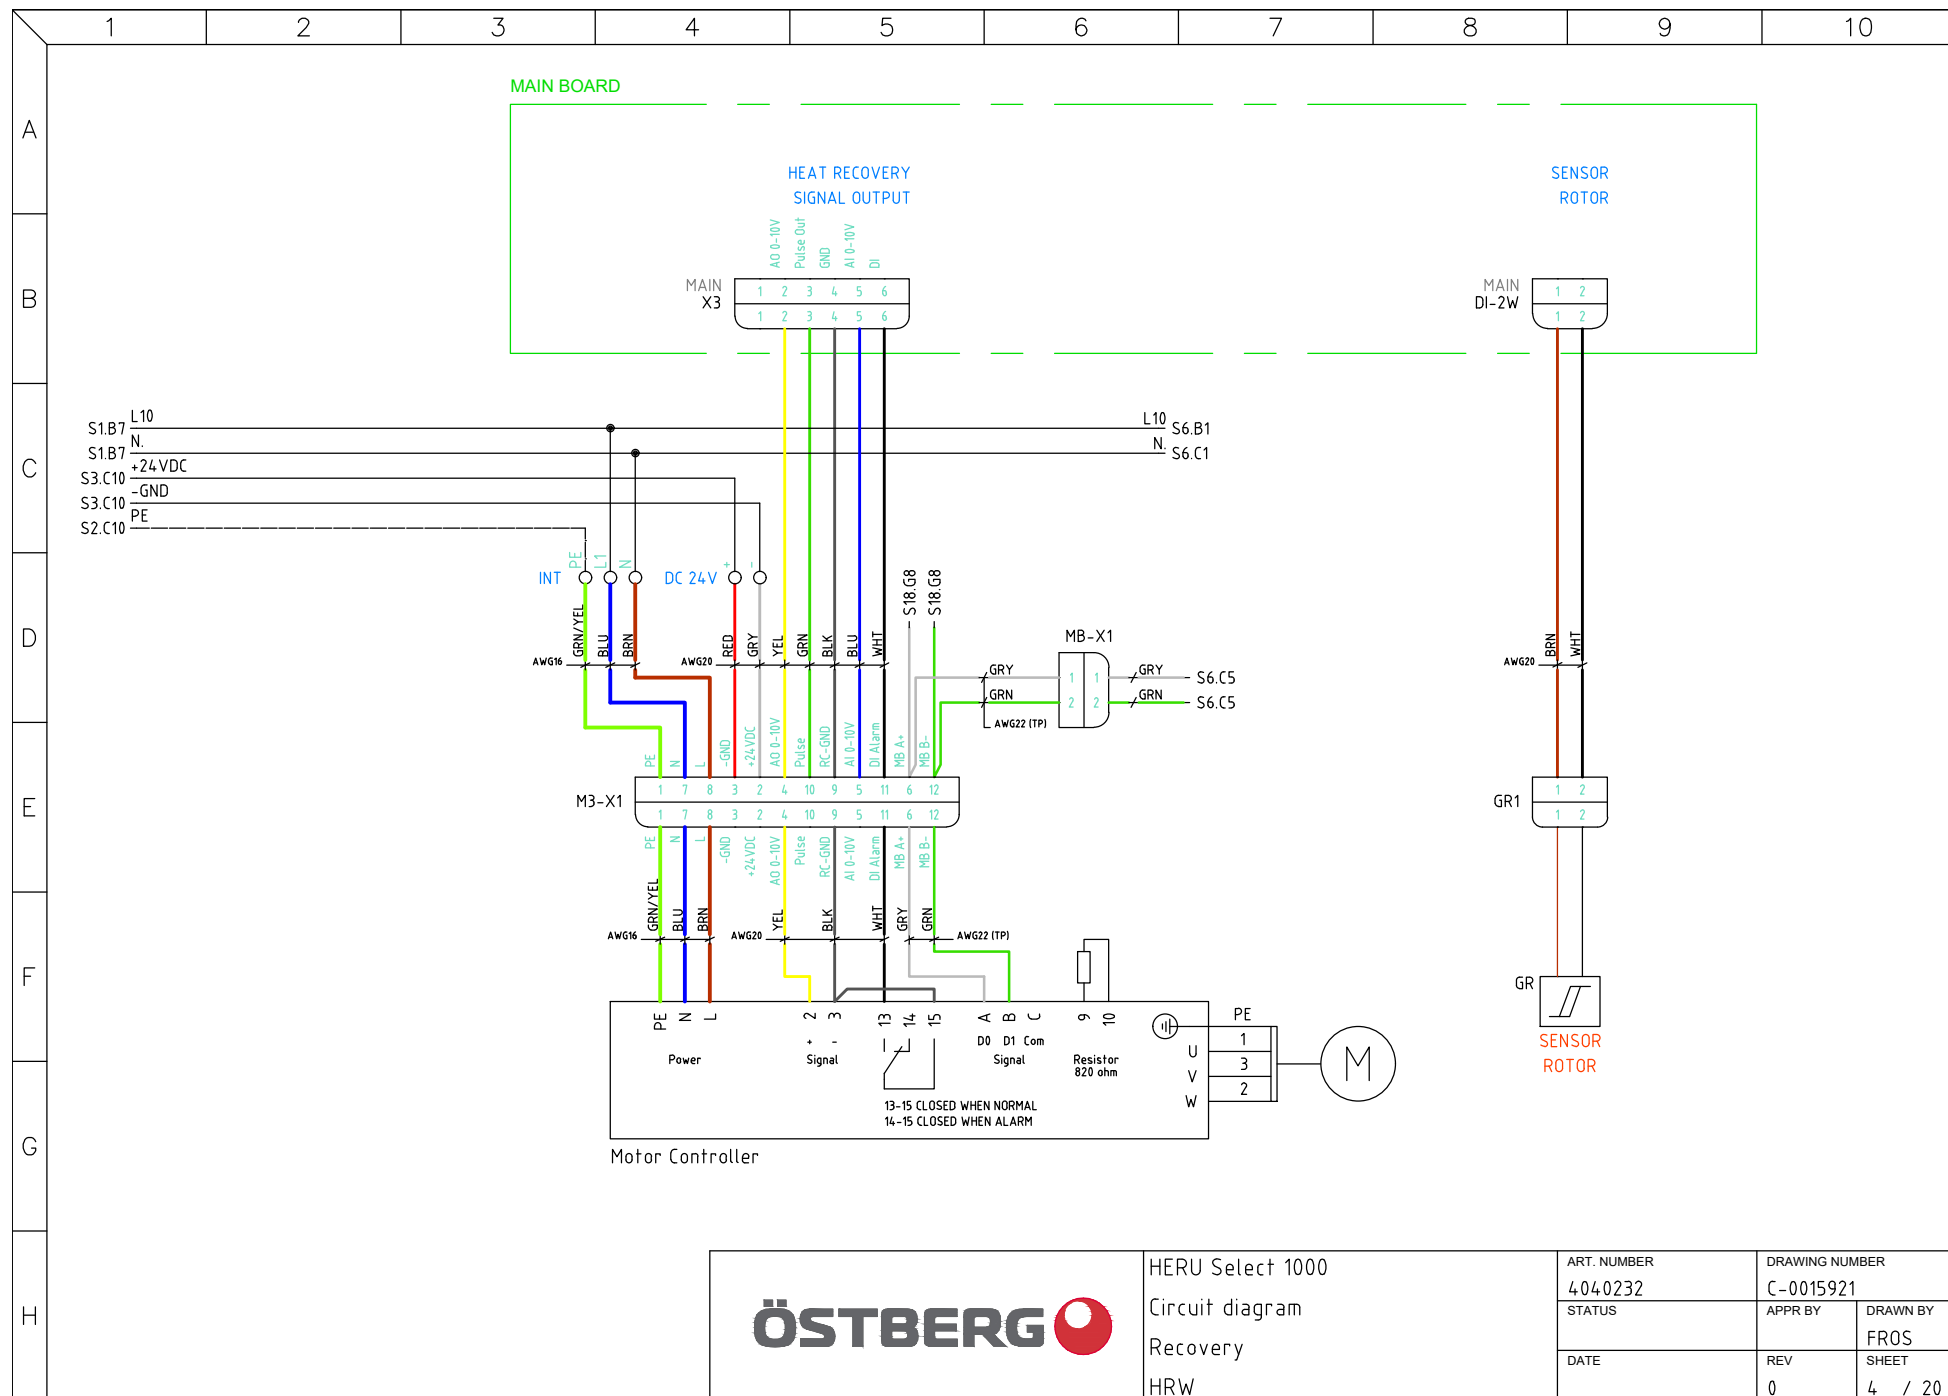 1 2 3 4 5 6 7 8 9 10
A
B
C
D
E
F
G
H
MAIN BOARD
HEAT RECOVERY
SIGNAL OUTPUT
SENSOR
ROTOR
AO 0-10V
Pulse Out
GND
AI 0-10V
DI
MAIN
X3
1 2 3 4 5 6
1 2 3 4 5 6
MAIN
DI-2W
1 2
1 2
S1.B7 L10
S1.B7 N.
S3.C10 +24VDC
S3.C10 -GND
S2.C10 PE
L10 S6.B1
N. S6.C1
INT
PE
L1
N
DC 24V
+
-
S18.G8
S18.G8
AWG16
GRN/YEL
BLU
BRN
AWG20
RED
GRY
YEL
GRN
BLK
BLU
WHT
MB-X1
GRY
GRN
1 1
2 2
GRY S6.C5
GRN S6.C5
AWG22 (TP)
AWG20
BRN
WHT
PE
N
L
-GND
+24VDC
AO 0-10V
Pulse
RC-GND
AI 0-10V
DI Alarm
MB A+
MB B-
M3-X1
1 7 8 3 2 4 10 9 5 11 6 12
1 7 8 3 2 4 10 9 5 11 6 12
PE
N
L
-GND
+24VDC
AO 0-10V
Pulse
RC-GND
AI 0-10V
DI Alarm
MB A+
MB B-
GR1
1 2
1 2
AWG16
GRN/YEL
BLU
BRN
AWG20
YEL
BLK
WHT
GRY
GRN
AWG22 (TP)
PE
N
L
Power
2
3
+ -
Signal
13
14
15
13-15 CLOSED WHEN NORMAL
14-15 CLOSED WHEN ALARM
A
B
C
D0 D1 Com
Signal
9
10
Resistor
820 ohm
PE
U 1
V 3
W 2
M
Motor Controller
GR
SENSOR
ROTOR
ÖSTBERG
HERU Select 1000
Circuit diagram
Recovery
HRW
ART. NUMBER
4040232
DRAWING NUMBER
C-0015921
STATUS
APPR BY
DRAWN BY
FROS
DATE
REV
0
SHEET
4 / 20